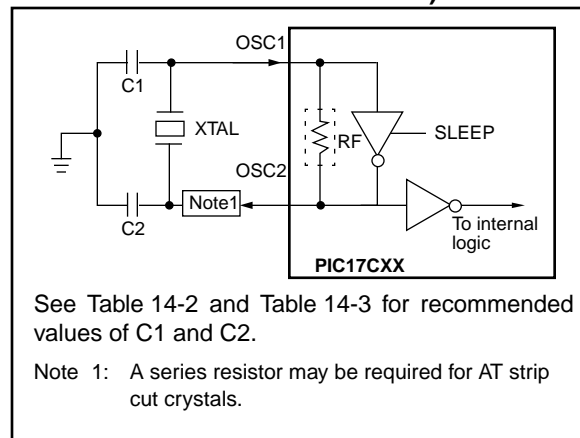 OSC1
C1
XTAL
RF
SLEEP
OSC2
C2
Note1
To internal
logic
PIC17CXX
See Table 14-2 and Table 14-3 for recommended
values of C1 and C2.
Note 1: A series resistor may be required for AT strip
cut crystals.